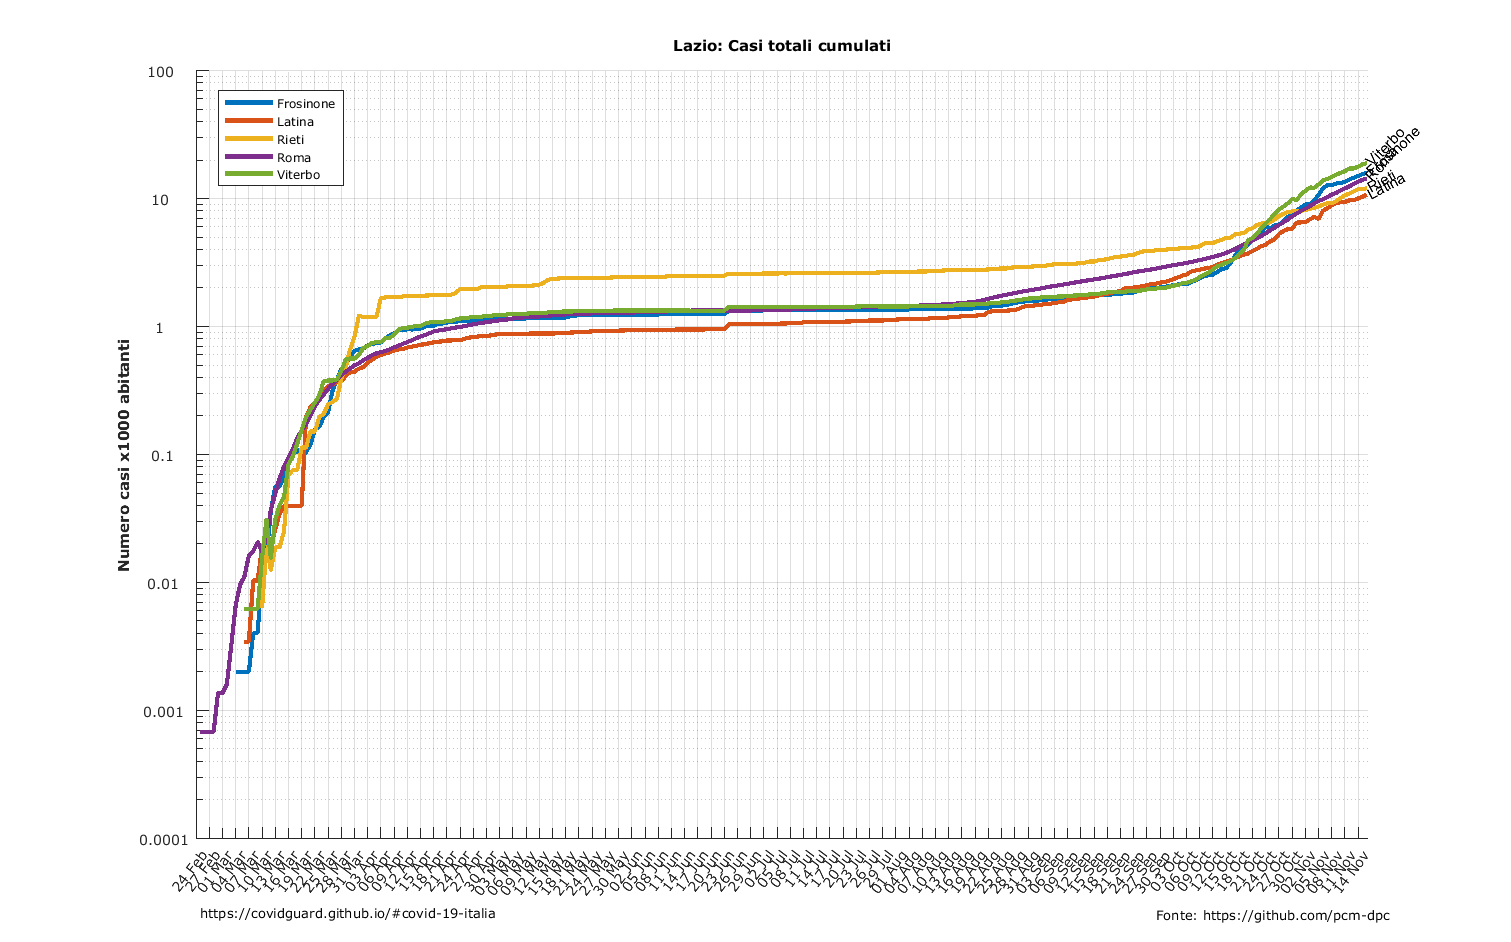 Lazio: Casi totali cumulati
100
10
1
0.1
0.01
0.001
0.0001
Numero casi x1000 abitanti
Frosinone
Latina
Rieti
Roma
Viterbo
Viterbo
Frosinone
Roma
Rieti
Latina
24 Feb
27 Feb
01 Mar
04 Mar
07 Mar
10 Mar
13 Mar
16 Mar
19 Mar
22 Mar
25 Mar
28 Mar
31 Mar
03 Apr
06 Apr
09 Apr
12 Apr
15 Apr
18 Apr
21 Apr
24 Apr
27 Apr
30 Apr
03 May
06 May
09 May
12 May
15 May
18 May
21 May
24 May
27 May
30 May
02 Jun
05 Jun
08 Jun
11 Jun
14 Jun
17 Jun
20 Jun
23 Jun
26 Jun
29 Jun
02 Jul
05 Jul
08 Jul
11 Jul
14 Jul
17 Jul
20 Jul
23 Jul
26 Jul
29 Jul
01 Aug
04 Aug
07 Aug
10 Aug
13 Aug
16 Aug
19 Aug
22 Aug
25 Aug
28 Aug
31 Aug
03 Sep
06 Sep
09 Sep
12 Sep
15 Sep
18 Sep
21 Sep
24 Sep
27 Sep
30 Sep
03 Oct
06 Oct
09 Oct
12 Oct
15 Oct
18 Oct
21 Oct
24 Oct
27 Oct
30 Oct
02 Nov
05 Nov
08 Nov
11 Nov
14 Nov
https://covidguard.github.io/#covid-19-italia
Fonte: https://github.com/pcm-dpc